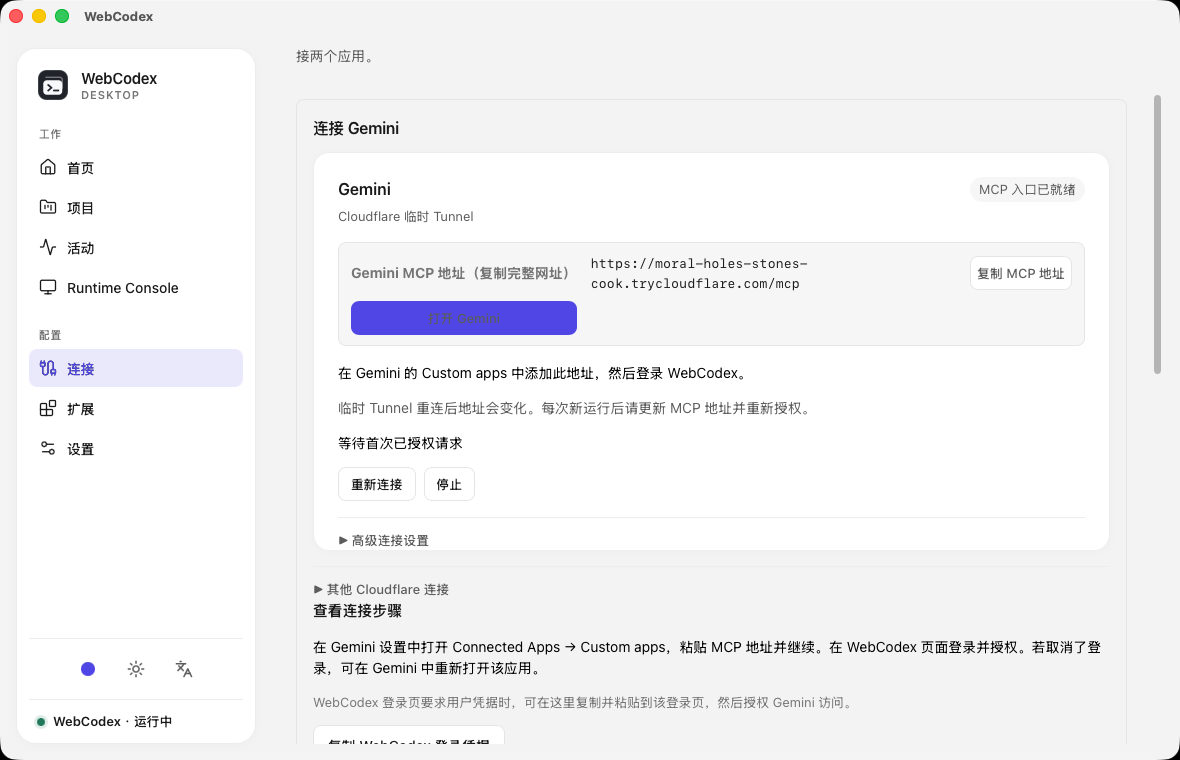 WebCodex
WebCodex
DESKTOP
工作
首页
项目
活动
Runtime Console
配置
连接
扩展
设置
WebCodex · 运行中
接两个应用。
连接 Gemini
Gemini
MCP 入口已就绪
Cloudflare 临时 Tunnel
Gemini MCP 地址（复制完整网址）
https://moral-holes-stones-
cook.trycloudflare.com/mcp
复制 MCP 地址
打开 Gemini
在 Gemini 的 Custom apps 中添加此地址，然后登录 WebCodex。
临时 Tunnel 重连后地址会变化。每次新运行后请更新 MCP 地址并重新授权。
等待首次已授权请求
重新连接
停止
▶ 高级连接设置
▶ 其他 Cloudflare 连接
查看连接步骤
在 Gemini 设置中打开 Connected Apps → Custom apps，粘贴 MCP 地址并继续。在 WebCodex 页面登录并授权。若取消了登
录，可在 Gemini 中重新打开该应用。
WebCodex 登录页要求用户凭据时，可在这里复制并粘贴到该登录页，然后授权 Gemini 访问。
复制 WebCodex 登录凭据